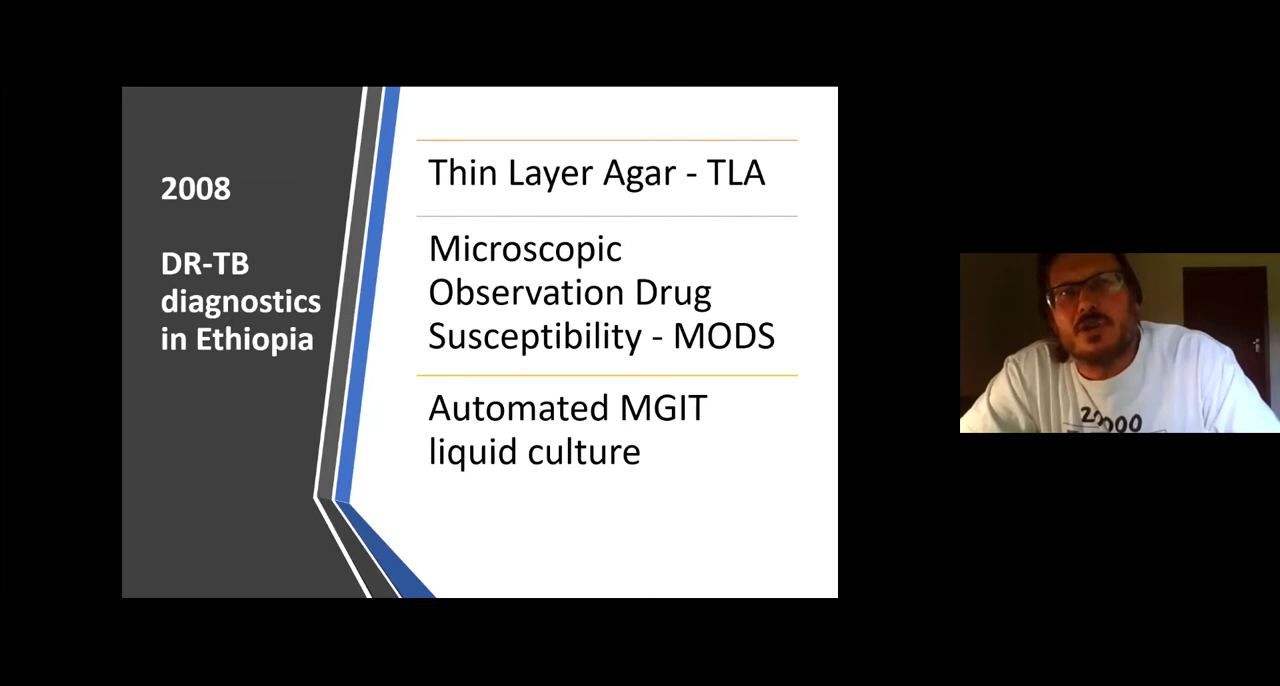 2008
DR-TB
diagnostics
in Ethiopia
Thin Layer Agar - TLA
Microscopic
Observation Drug
Susceptibility - MODS
Automated MGIT
liquid culture